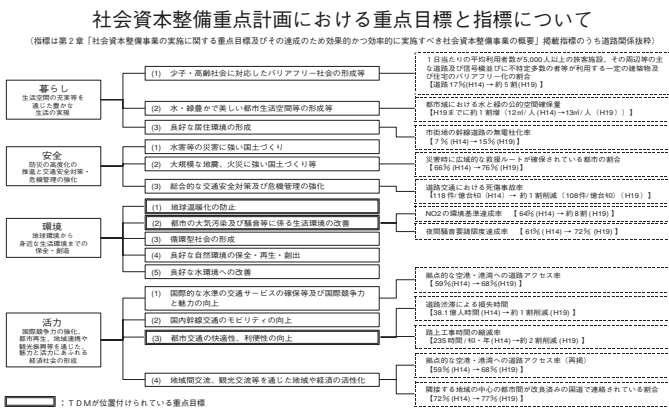 社会資本整備重点計画における重点目標と指標について
(指標は第2章「社会資本整備事業の実施に関する重点目標及びその達成のため効果的かつ効率的に実施すべき社会資本整備事業の概要」掲載指標のうち道路関係抜粋)
暮らし
生活空間の充実等を
通じた豊かな
生活の実現
(1) 少子・高齢社会に対応したバリアフリー社会の形成等
(2) 水・緑豊かで美しい都市生活空間等の形成等
(3) 良好な居住環境の形成
1日当たりの平均利用者数が5,000人以上の旅客施設、その周辺等の主
な道路及び信号機並びに不特定多数の者等が利用する一定の建築物及
び住宅のバリアフリー化の割合
【道路 17%(H14) → 約5割(H19)】
都市域における水と緑の公的空間確保量
【H19までに約1割増（12㎡/人(H14)→13㎡/人（H19））】
市街地の幹線道路の無電柱化率
【7%(H14)→15%(H19)】
安全
防災の高度化の
推進と交通安全対策・
危機管理の強化
(1) 水害等の災害に強い国土づくり
(2) 大規模な地震、火災に強い国土づくり等
(3) 総合的な交通安全対策及び危機管理の強化
災害時に広域的な救援ルートが確保されている都市の割合
【66%(H14)→76%(H19)】
道路交通における死傷事故率
【118件/億台㌔(H14) → 約1割削減（108件/億台㌔）（H19）】
環境
地球環境から
身近な生活環境までの
保全・創造
(1) 地球温暖化の防止
(2) 都市の大気汚染及び騒音等に係る生活環境の改善
(3) 循環型社会の形成
(4) 良好な自然環境の保全・再生・創出
(5) 良好な水環境への改善
NO2の環境基準達成率 【64%(H14) → 約8割(H19)】
夜間騒音要請限度達成率 【61%(H14) → 72%(H19)】
活力
国際競争力の強化、
都市再生、地域連携や
観光振興等を通じた、
魅力と活力にあふれる
経済社会の形成
(1) 国際的な水準の交通サービスの確保等及び国際競争力
と魅力の向上
(2) 国内幹線交通のモビリティの向上
(3) 都市交通の快適性、利便性の向上
(4) 地域間交流、観光交流等を通じた地域や経済の活性化
拠点的な空港・港湾への道路アクセス率
【59%(H14)→68%(H19)】
道路渋滞による損失時間
【38.1億人時間(H14)→約1割削減(H19)】
路上工事時間の縮減率
【235時間/㌔・年(H14)→約2割削減(H19)】
拠点的な空港・港湾への道路アクセス率（再掲）
【59%(H14)→68%(H19)】
隣接する地域の中心の都市間が改良済みの国道で連絡されている割合
【72%(H14)→77%(H19)】
：TDMが位置付けられている重点目標